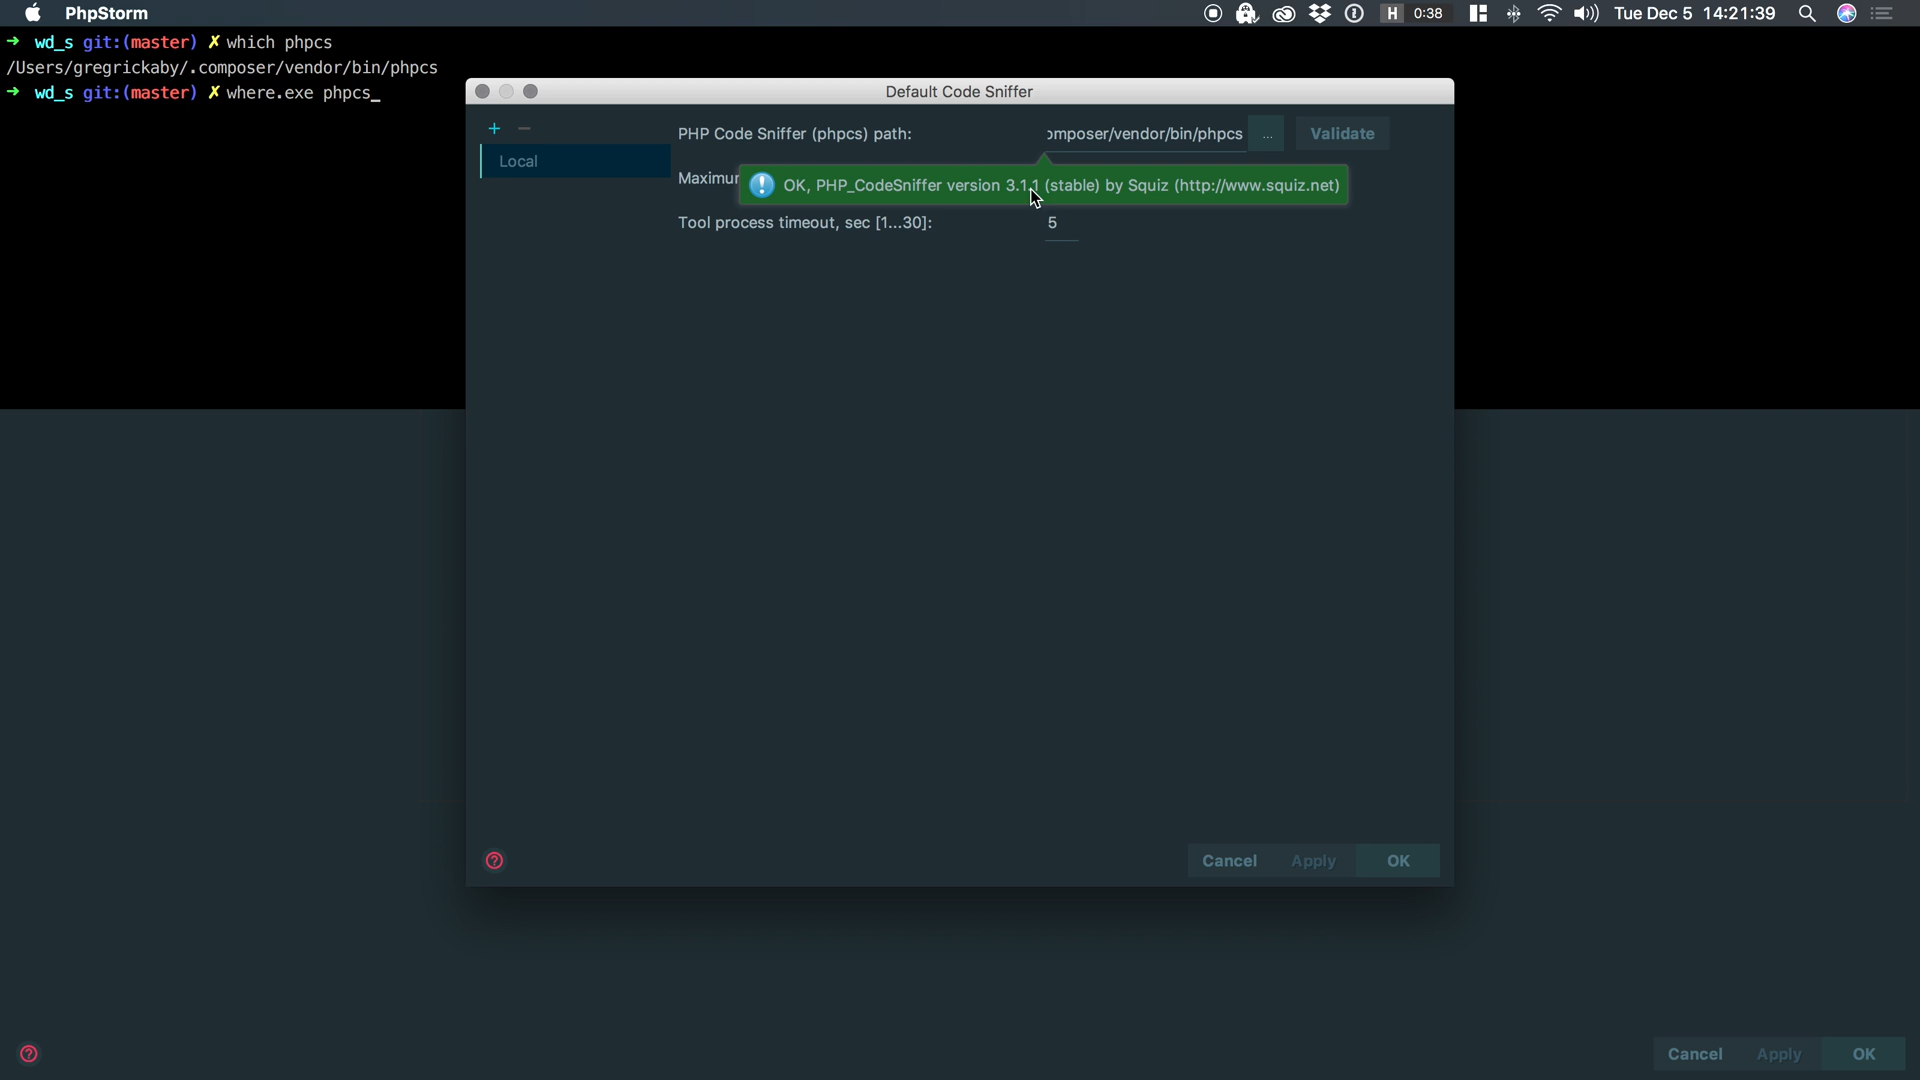 PhpStorm
H 0:38 Tue Dec 5 14:21:39
→ wd_s git:(master) ✗ which phpcs
/Users/gregrickaby/.composer/vendor/bin/phpcs
→ wd_s git:(master) ✗ where.exe phpcs_
Default Code Sniffer
+ −
Local
PHP Code Sniffer (phpcs) path: omposer/vendor/bin/phpcs ... Validate
OK, PHP_CodeSniffer version 3.1.1 (stable) by Squiz (http://www.squiz.net)
Tool process timeout, sec [1...30]: 5
? Cancel Apply OK
? Cancel Apply OK